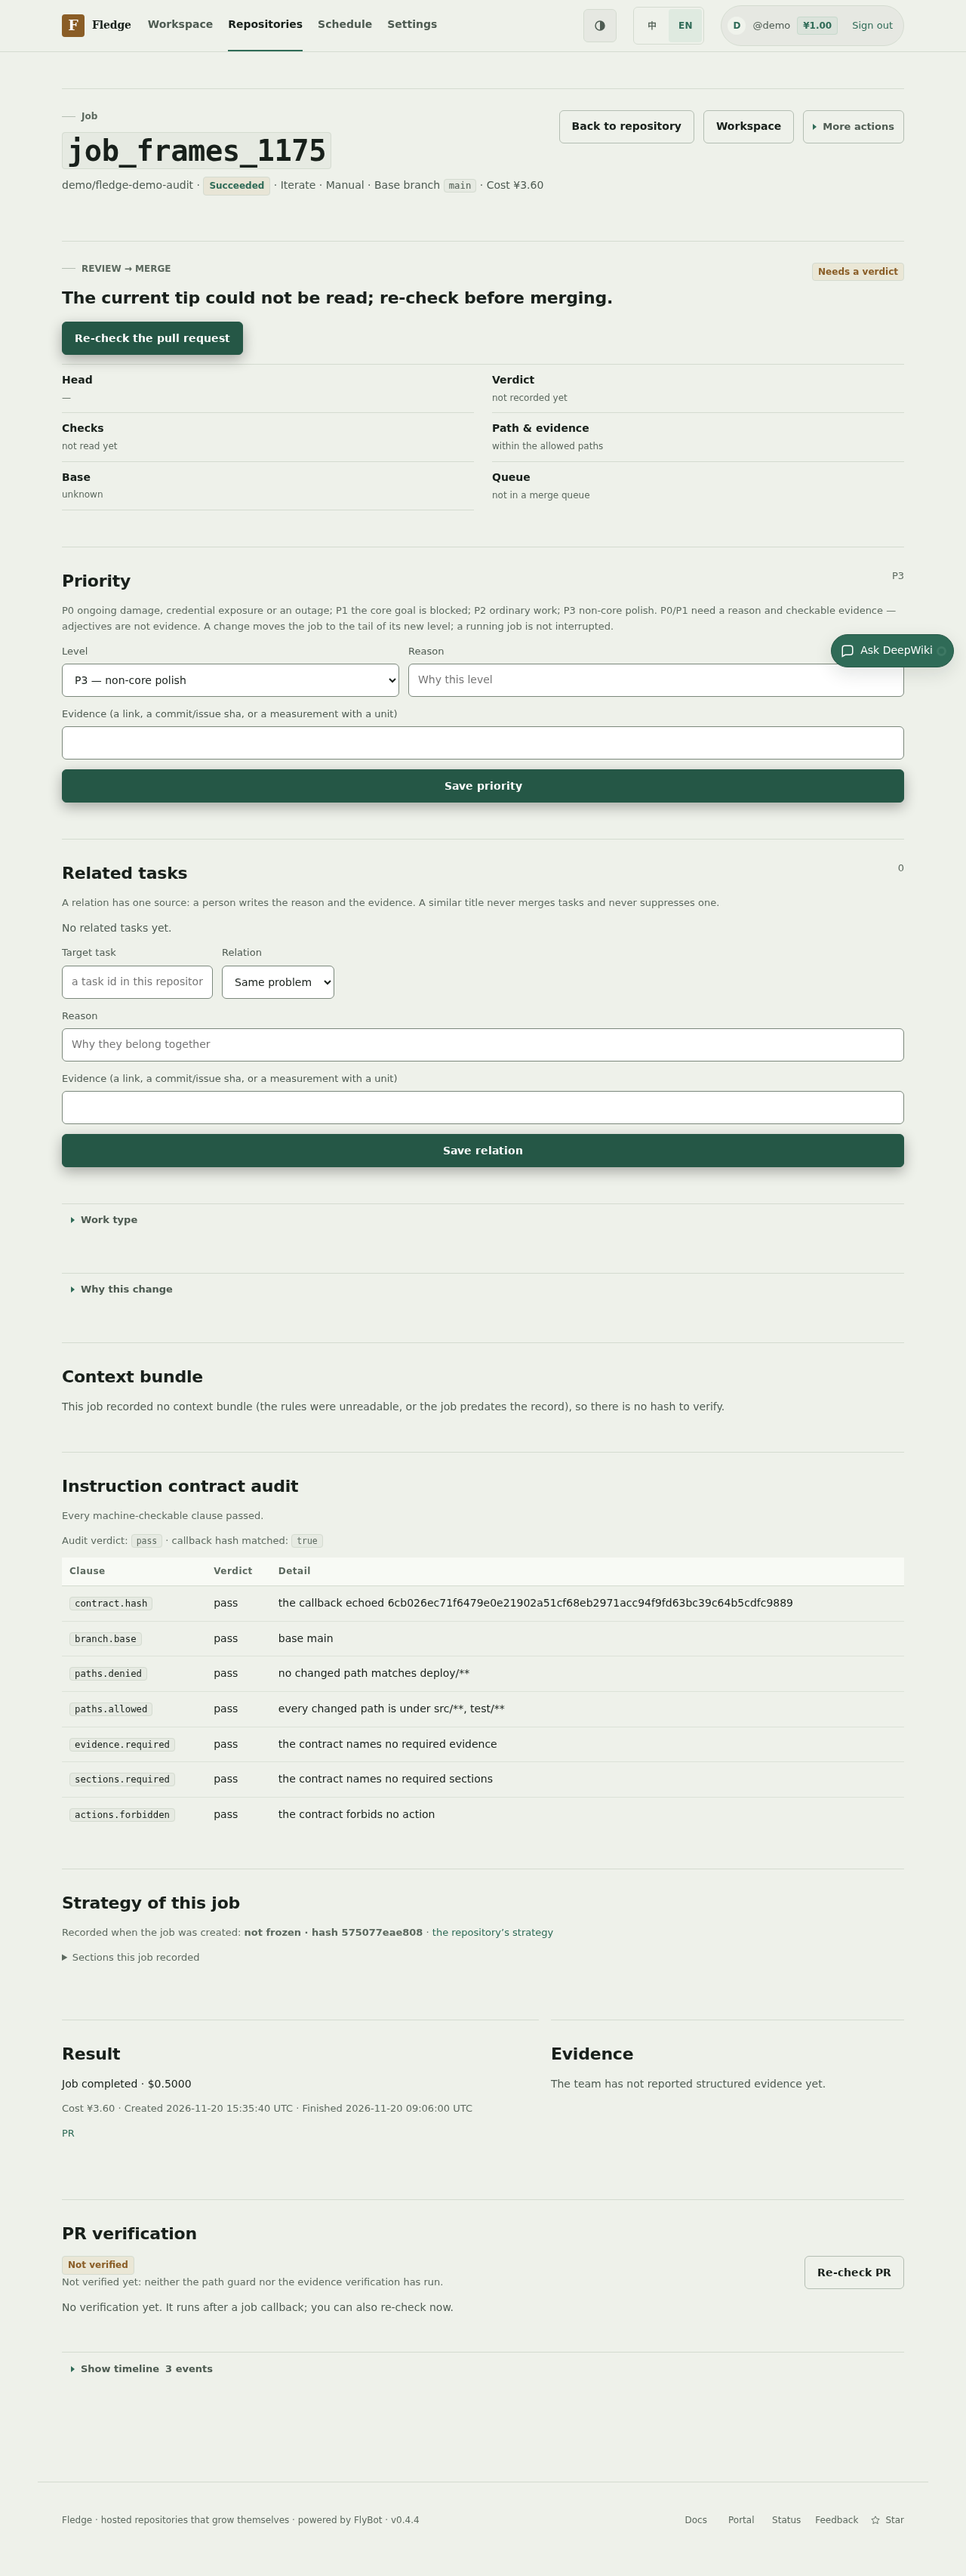 F Fledge Workspace Repositories Schedule Settings 中 EN D @demo ¥1.00 Sign out
Job
job_frames_1175
Back to repository Workspace More actions
demo/fledge-demo-audit · Succeeded · Iterate · Manual · Base branch main · Cost ¥3.60
REVIEW → MERGE
Needs a verdict
The current tip could not be read; re-check before merging.
Re-check the pull request
Head
—
Verdict
not recorded yet
Checks
not read yet
Path & evidence
within the allowed paths
Base
unknown
Queue
not in a merge queue
Priority
P3
P0 ongoing damage, credential exposure or an outage; P1 the core goal is blocked; P2 ordinary work; P3 non-core polish. P0/P1 need a reason and checkable evidence —
adjectives are not evidence. A change moves the job to the tail of its new level; a running job is not interrupted.
Level
Reason
Ask DeepWiki
P3 — non-core polish
Why this level
Evidence (a link, a commit/issue sha, or a measurement with a unit)
Save priority
Related tasks
0
A relation has one source: a person writes the reason and the evidence. A similar title never merges tasks and never suppresses one.
No related tasks yet.
Target task
Relation
a task id in this repositor
Same problem
Reason
Why they belong together
Evidence (a link, a commit/issue sha, or a measurement with a unit)
Save relation
Work type
Why this change
Context bundle
This job recorded no context bundle (the rules were unreadable, or the job predates the record), so there is no hash to verify.
Instruction contract audit
Every machine-checkable clause passed.
Audit verdict: pass · callback hash matched: true
Clause Verdict Detail
contract.hash pass the callback echoed 6cb026ec71f6479e0e21902a51cf68eb2971acc94f9fd63bc39c64b5cdfc9889
branch.base pass base main
paths.denied pass no changed path matches deploy/**
paths.allowed pass every changed path is under src/**, test/**
evidence.required pass the contract names no required evidence
sections.required pass the contract names no required sections
actions.forbidden pass the contract forbids no action
Strategy of this job
Recorded when the job was created: not frozen · hash 575077eae808 · the repository's strategy
Sections this job recorded
Result
Job completed · $0.5000
Cost ¥3.60 · Created 2026-11-20 15:35:40 UTC · Finished 2026-11-20 09:06:00 UTC
PR
Evidence
The team has not reported structured evidence yet.
PR verification
Not verified
Not verified yet: neither the path guard nor the evidence verification has run.
Re-check PR
No verification yet. It runs after a job callback; you can also re-check now.
Show timeline 3 events
Fledge · hosted repositories that grow themselves · powered by FlyBot · v0.4.4
Docs Portal Status Feedback Star